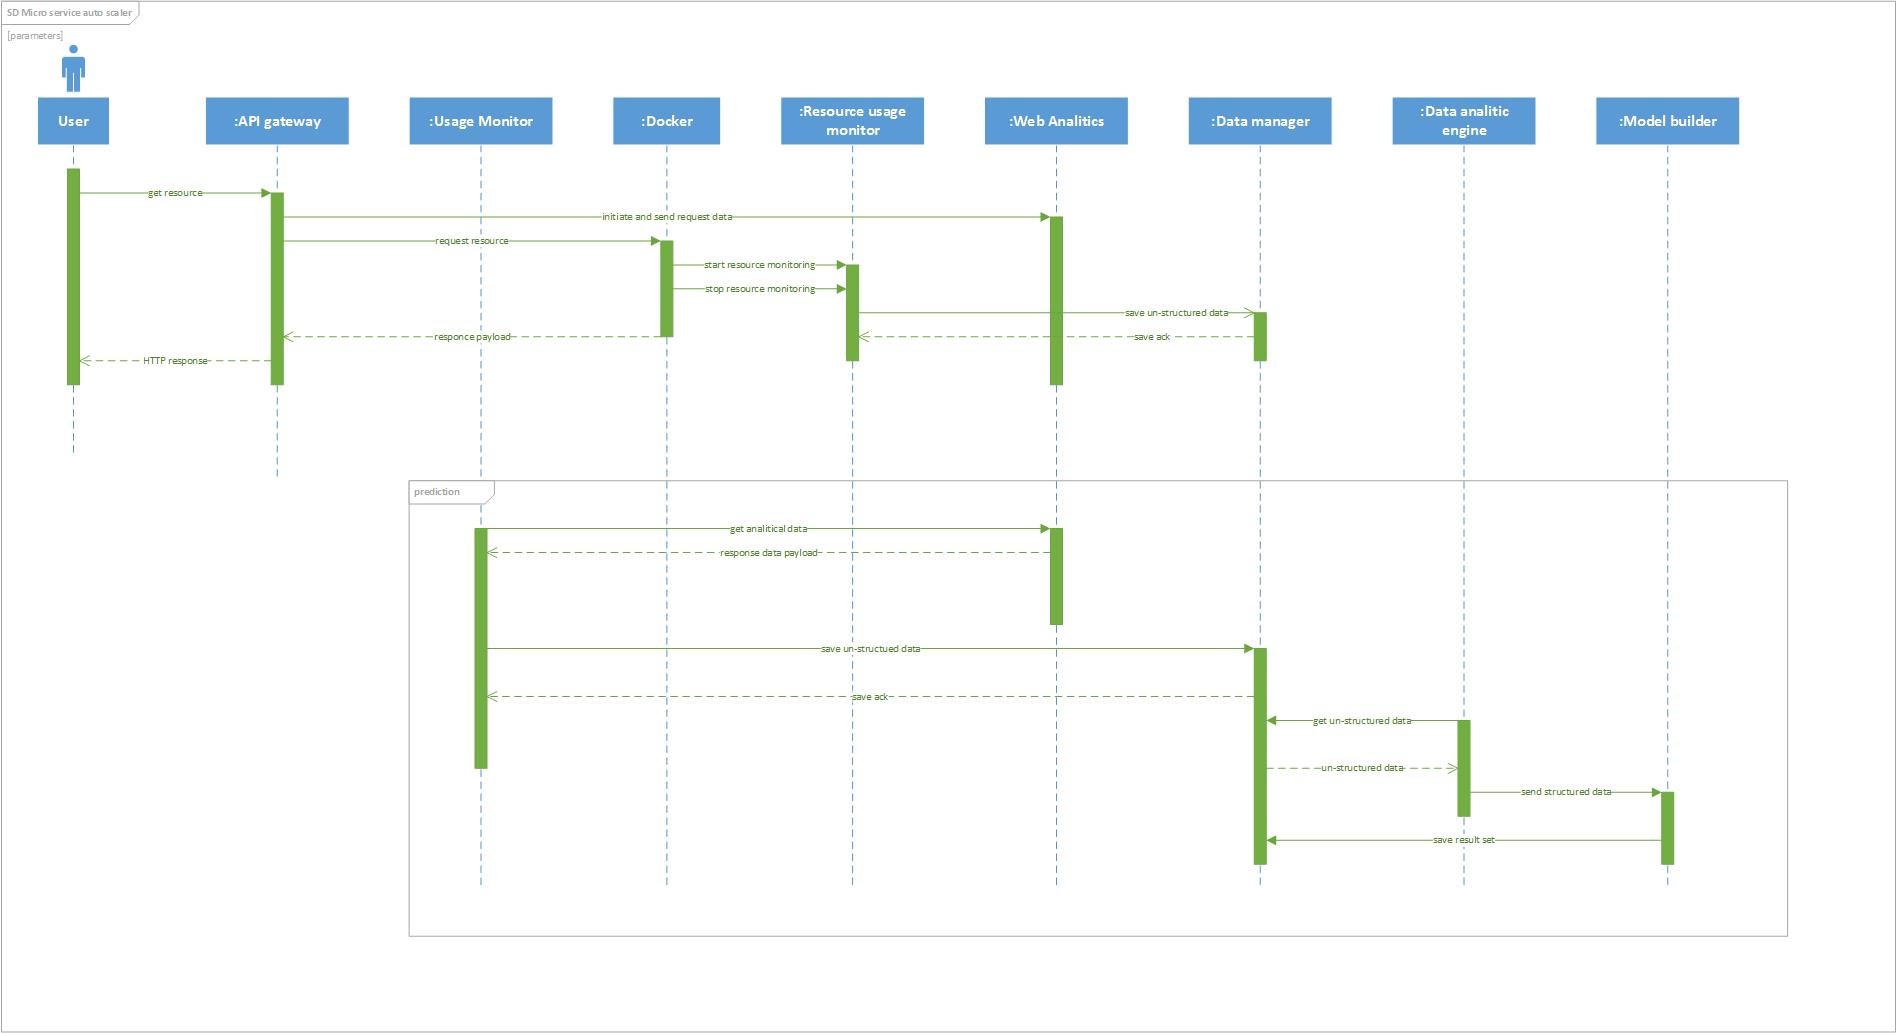 SD Micro service auto scaler
[parameters]
User
:API gateway
:Usage Monitor
:Docker
:Resource usage
monitor
:Web Analitics
:Data manager
:Data analitic
engine
:Model builder
get resource
initiate and send request data
request resource
start resource monitoring
stop resource monitoring
save un-structured data
responce payload
save ack
HTTP response
prediction
get analitical data
response data payload
save un-structued data
save ack
get un-structured data
un-structured data
send structured data
save result set